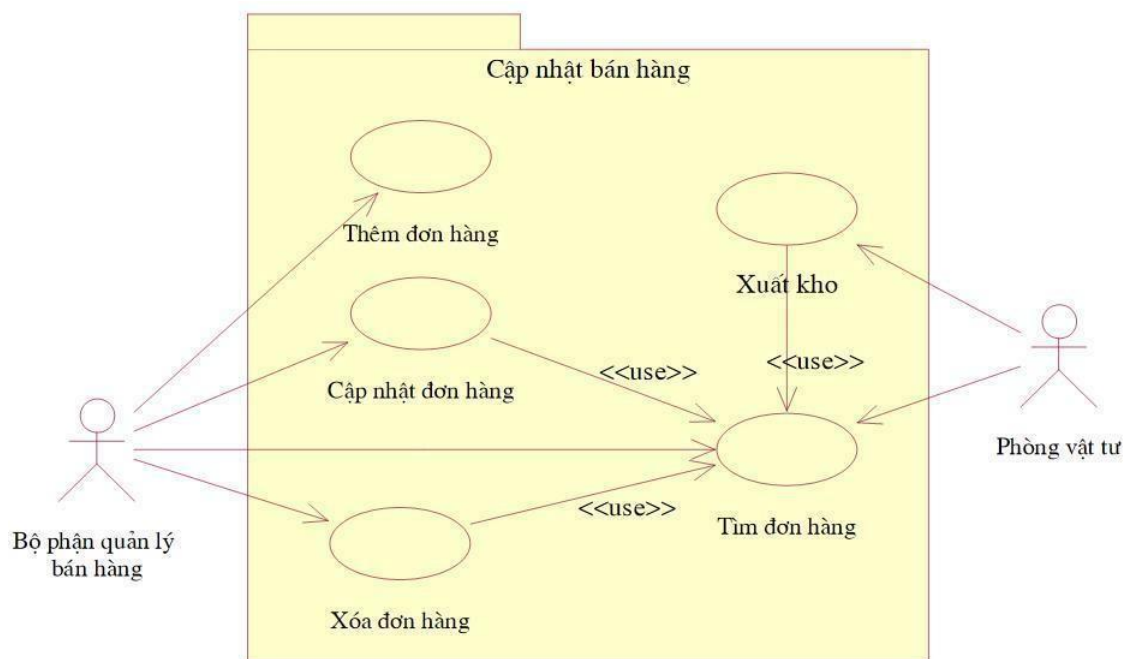 Cập nhật bán hàng
Thêm đơn hàng
Xuất kho
<<use>>
<<use>>
Cập nhật đơn hàng
Phòng vật tư
<<use>>
Tìm đơn hàng
Bộ phận quản lý
bán hàng
Xóa đơn hàng